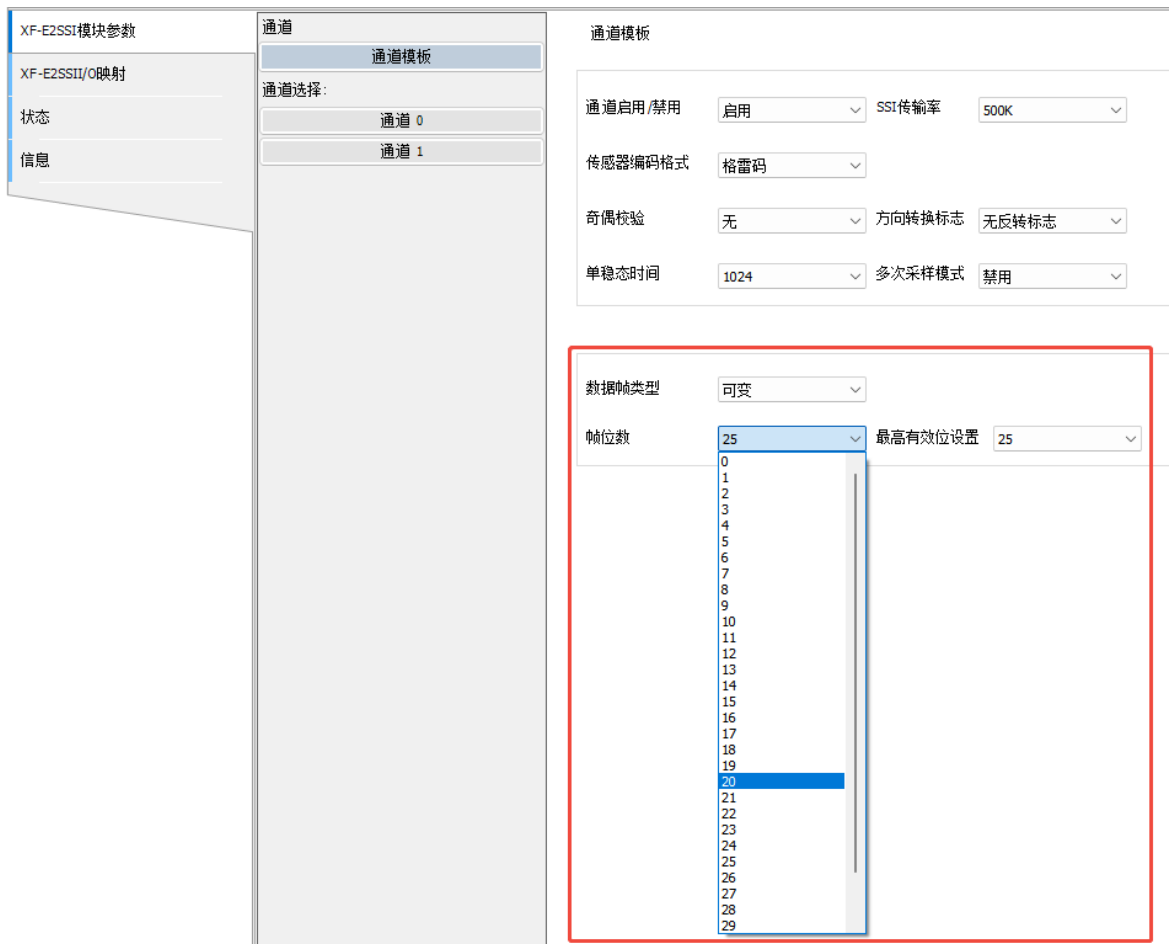 XF-E2SSI模块参数
XF-E2SSII/O映射
状态
信息
通道
通道模板
通道选择:
通道 0
通道 1
通道模板
通道启用/禁用 启用 SSI传输率 500K
传感器编码格式 格雷码
奇偶校验 无 方向转换标志 无反转标志
单稳态时间 1024 多次采样模式 禁用
数据帧类型 可变
帧位数 25 最高有效位设置 25
0
1
2
3
4
5
6
7
8
9
10
11
12
13
14
15
16
17
18
19
20
21
22
23
24
25
26
27
28
29